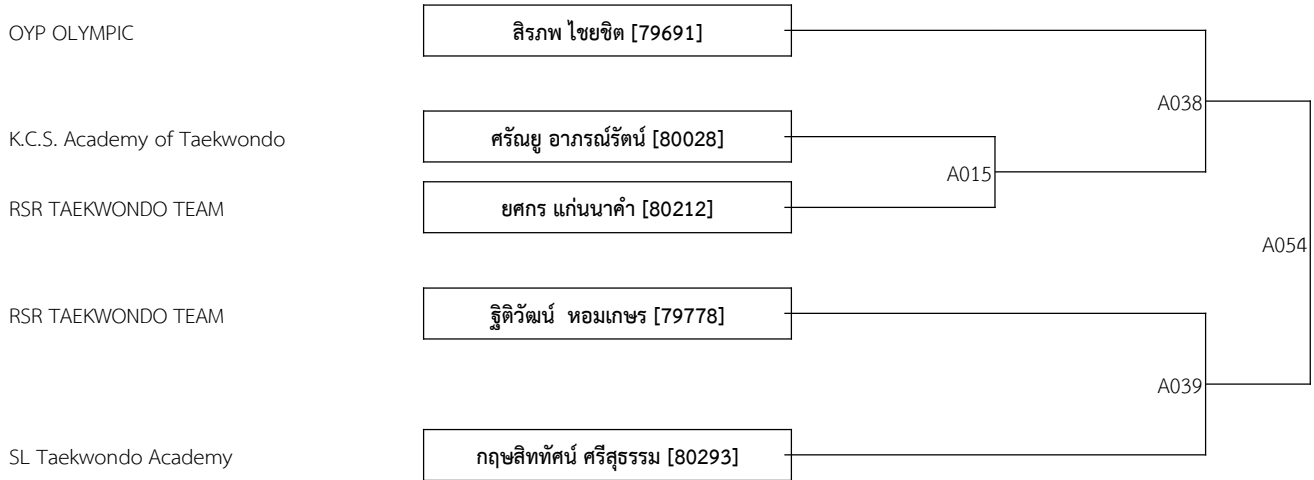 OYP OLYMPIC
สิรภพ ไชยชิต [79691]
A038
K.C.S. Academy of Taekwondo
ศรัณยู อาภรณ์รัตน์ [80028]
A015
RSR TAEKWONDO TEAM
ยศกร แก่นนาคำ [80212]
A054
RSR TAEKWONDO TEAM
ฐิติวัฒน์ หอมเกษร [79778]
A039
SL Taekwondo Academy
กฤษสิททัศน์ ศรีสุธรรม [80293]